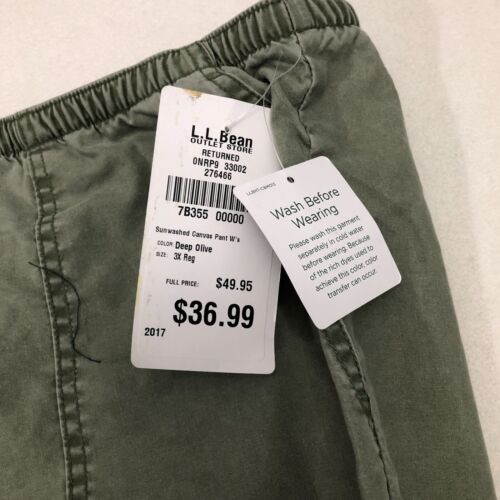 L.L.Bean
OUTLET STORE
RETURNED
0NRP9 33002
276466
7B355 00000
Sunwashed Canvas Pant W's
COLOR: Deep Olive
SIZE: 3X Reg
FULL PRICE: $49.95
$36.99
2017
Wash Before
Wearing
Please wash this garment
separately in cold water
before wearing. Because
of the rich dyes used to
achieve this color, color
transfer can occur.